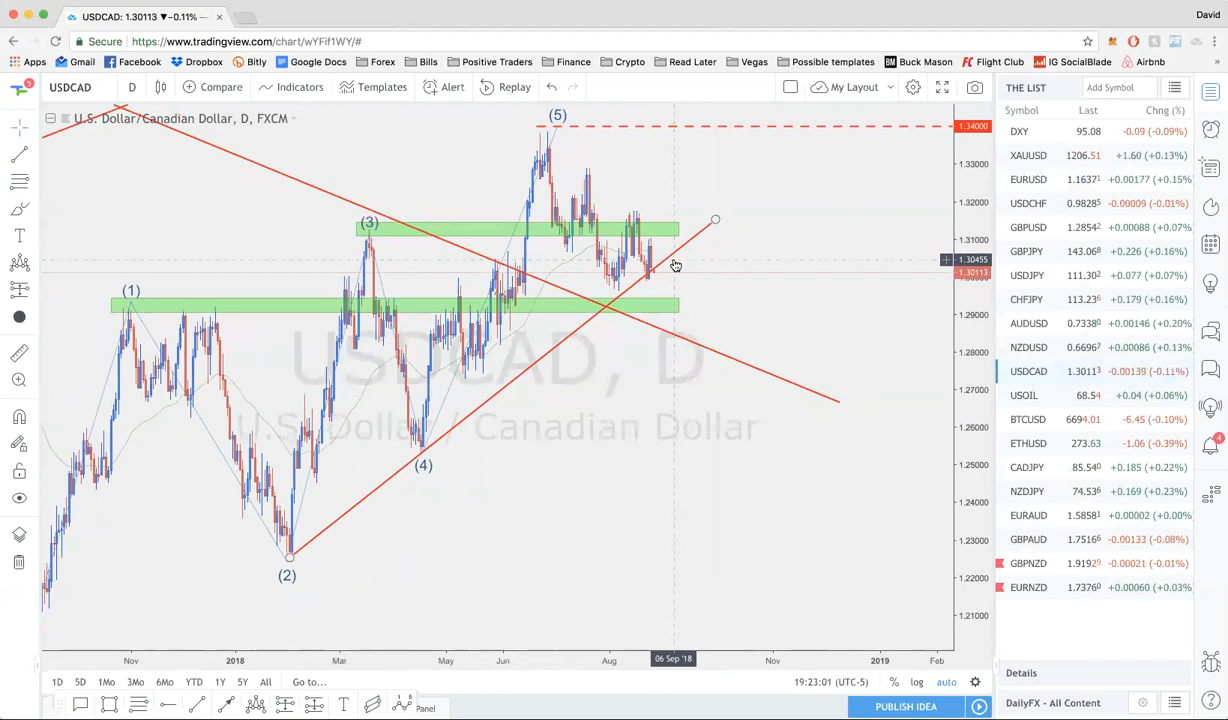 USDCAD: 1.30113 ▼−0.11% —
David
Secure https://www.tradingview.com/chart/wYFif1WY/#
Apps Gmail Facebook Dropbox Bitly Google Docs Forex Bills Positive Traders Finance Crypto Read Later Vegas Possible templates Buck Mason Flight Club IG SocialBlade Airbnb
USDCAD D Compare Indicators Templates Alert Replay My Layout
U.S. Dollar/Canadian Dollar, D, FXCM
(5)
(3)
(1)
(4)
(2)
USDCAD, D
U.S. Dollar / Canadian Dollar
1.34000
1.33000
1.32000
1.31000
1.30455
1.30113
1.29000
1.28000
1.27000
1.26000
1.25000
1.24000
1.23000
1.22000
1.21000
Nov 2018 Mar May Jun Aug 06 Sep '18 Nov 2019 Feb
1D 5D 1Mo 3Mo 6Mo YTD 1Y 5Y All Go to... 19:23:01 (UTC-5) % log auto
Panel
PUBLISH IDEA
THE LIST Add Symbol
Symbol Last Chng (%)
DXY 95.08 -0.09 (-0.09%)
XAUUSD 1206.51 +1.60 (+0.13%)
EURUSD 1.16371 +0.00177 (+0.15%)
USDCHF 0.98285 -0.00009 (-0.01%)
GBPUSD 1.28542 +0.00088 (+0.07%)
GBPJPY 143.068 +0.226 (+0.16%)
USDJPY 111.302 +0.077 (+0.07%)
CHFJPY 113.236 +0.179 (+0.16%)
AUDUSD 0.73380 +0.00146 (+0.20%)
NZDUSD 0.66967 +0.00086 (+0.13%)
USDCAD 1.30113 -0.00139 (-0.11%)
USOIL 68.54 +0.04 (+0.06%)
BTCUSD 6694.01 -6.45 (-0.10%)
ETHUSD 273.63 -1.06 (-0.39%)
CADJPY 85.540 +0.185 (+0.22%)
NZDJPY 74.536 +0.169 (+0.23%)
EURAUD 1.58581 +0.00002 (+0.00%)
GBPAUD 1.75166 -0.00133 (-0.08%)
GBPNZD 1.91929 -0.00021 (-0.01%)
EURNZD 1.73760 +0.00060 (+0.03%)
Details
DailyFX - All Content
5
4